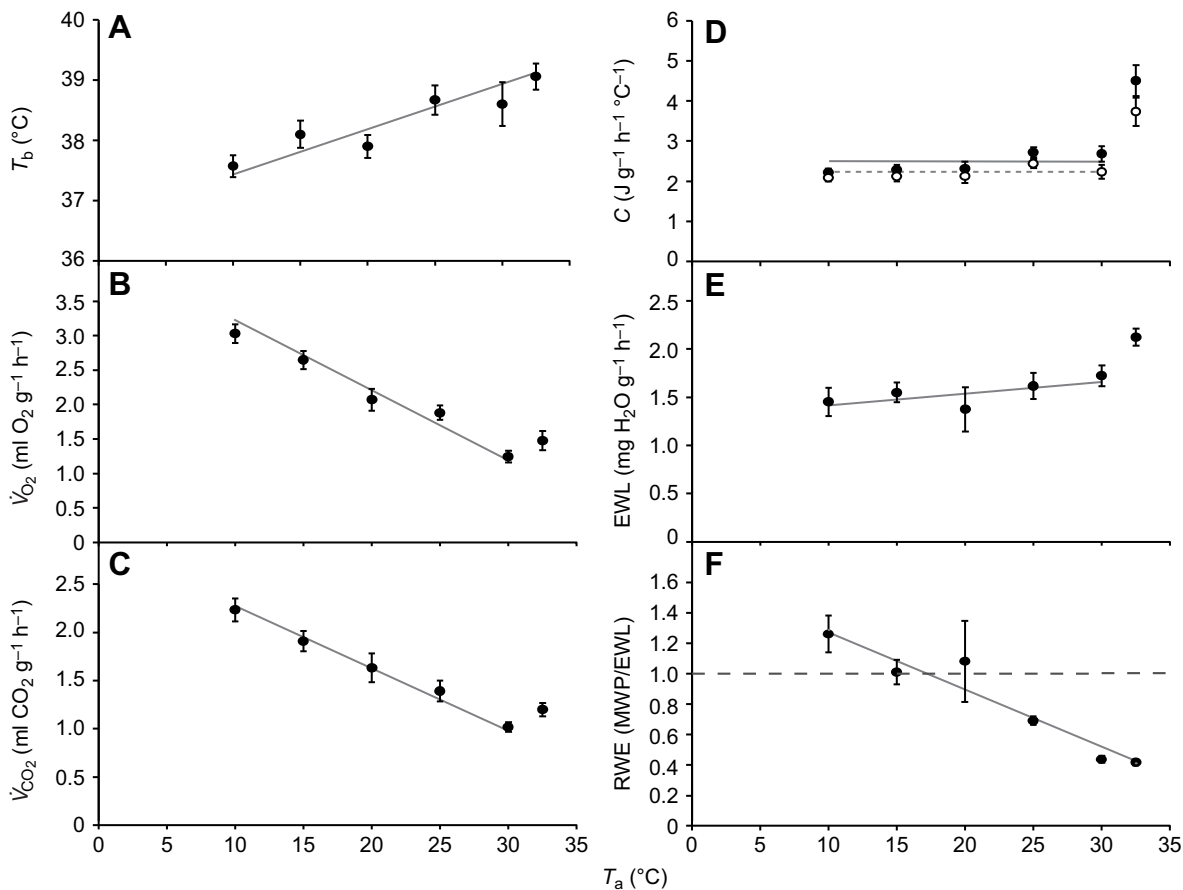 A
T_b (°C)
40
39
38
37
36
B
V̇_O₂ (ml O₂ g⁻¹ h⁻¹)
3.5
3.0
2.5
2.0
1.5
1.0
0.5
0
C
V̇_CO₂ (ml CO₂ g⁻¹ h⁻¹)
2.5
2.0
1.5
1.0
0.5
0
0 5 10 15 20 25 30 35
D
C (J g⁻¹ h⁻¹ °C⁻¹)
6
5
4
3
2
1
0
E
EWL (mg H₂O g⁻¹ h⁻¹)
2.5
2.0
1.5
1.0
0.5
0
F
RWE (MWP/EWL)
1.6
1.4
1.2
1.0
0.8
0.6
0.4
0.2
0
0 5 10 15 20 25 30 35
T_a (°C)